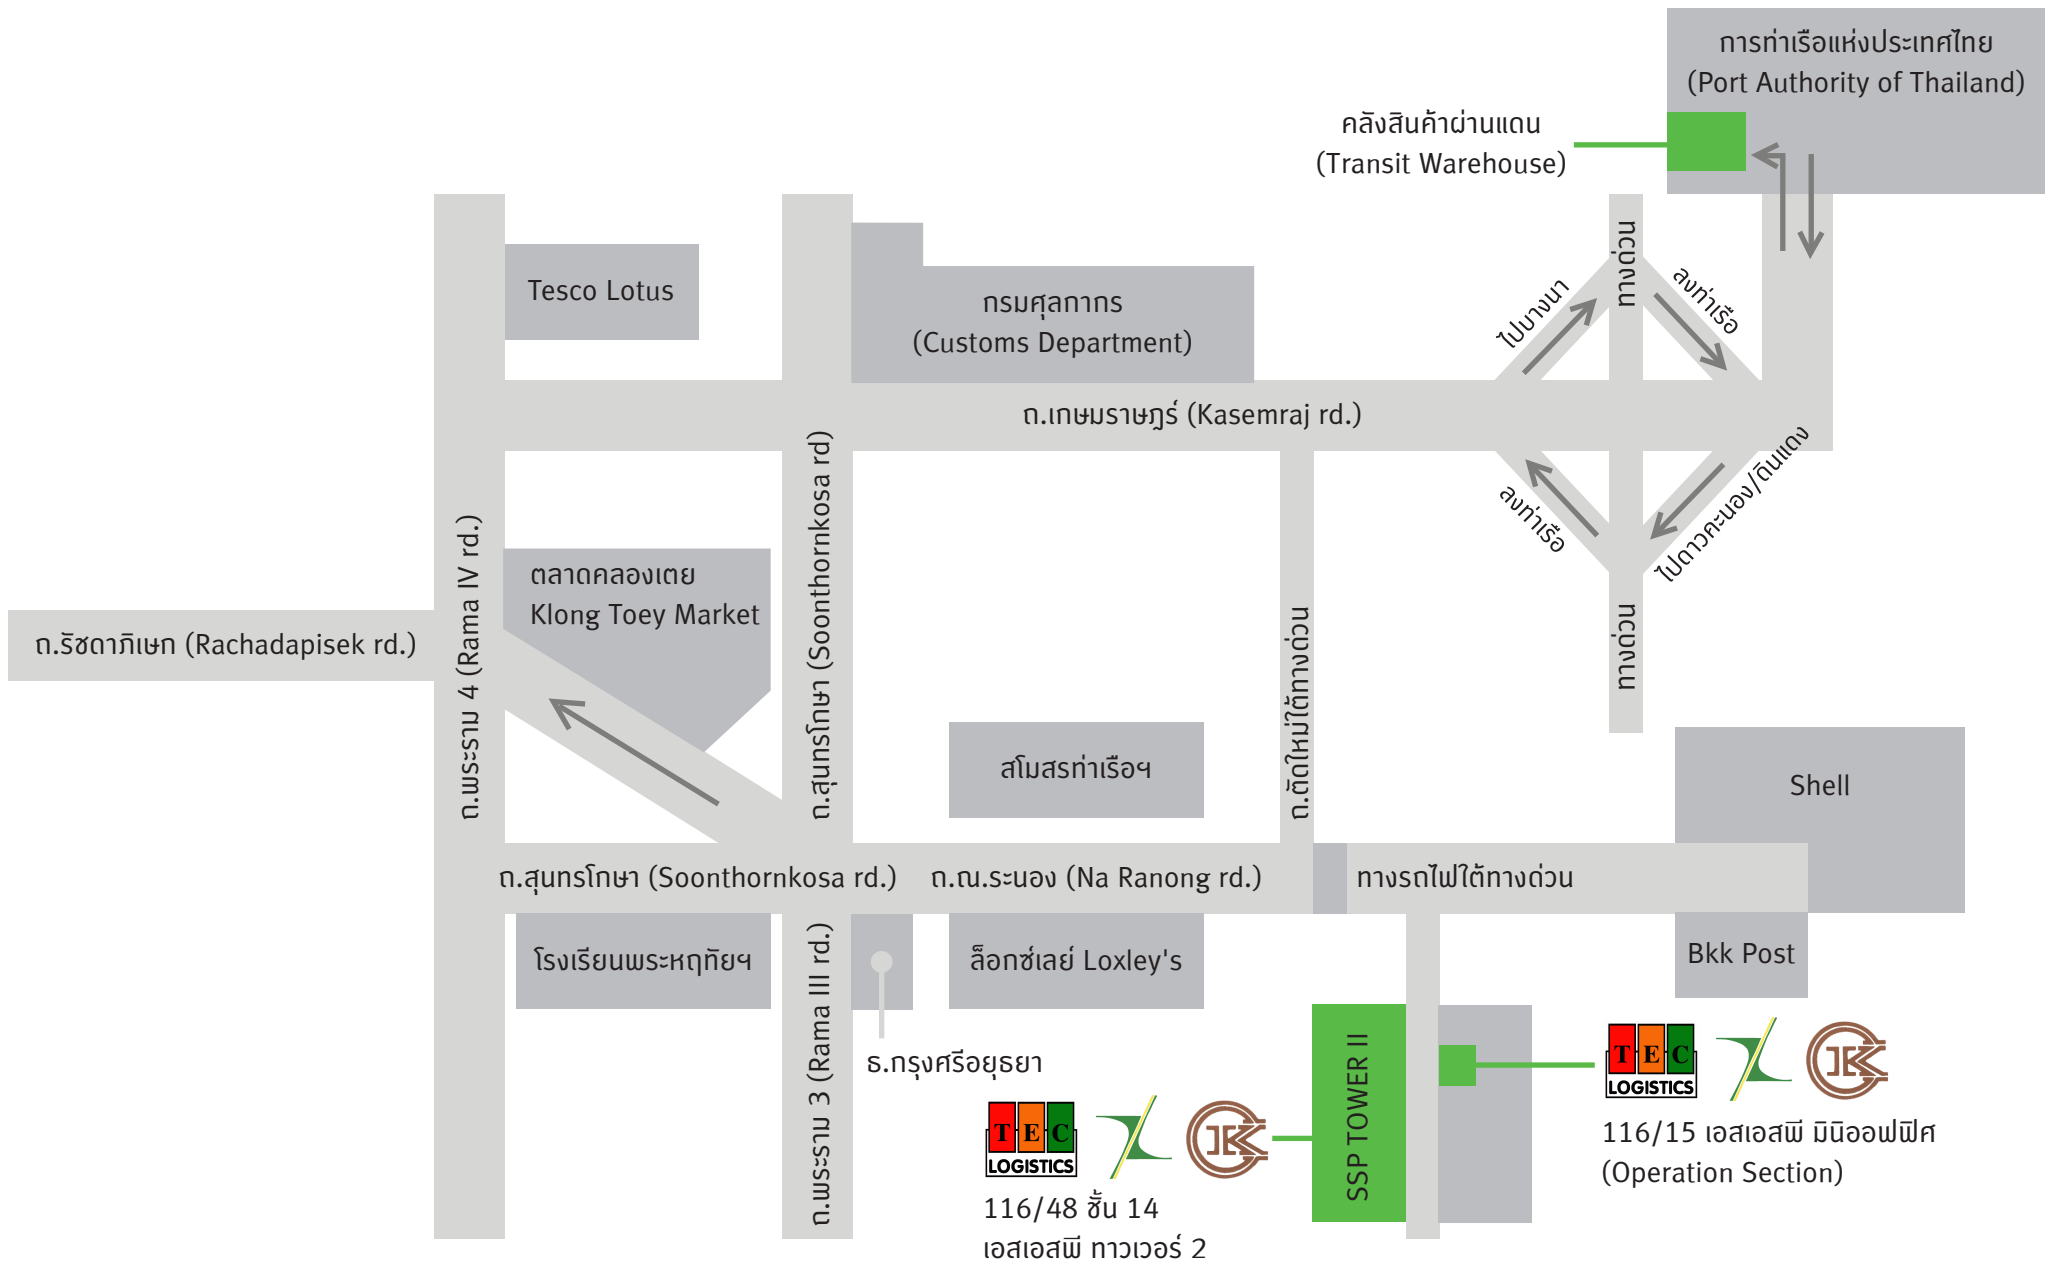 การท่าเรือแห่งประเทศไทย
(Port Authority of Thailand)
คลังสินค้าผ่านแดน
(Transit Warehouse)
ทางด่วน
ไปบางนา
ลงท่าเรือ
Tesco Lotus
กรมศุลกากร
(Customs Department)
ถ.เกษมราษฎร์ (Kasemraj rd.)
ลงท่าเรือ
ไปดาวคะนอง/ดินแดง
ทางด่วน
ถ.พระราม 4 (Rama IV rd.)
ถ.สุนทรโกษา (Soonthornkosa rd)
ตลาดคลองเตย
Klong Toey Market
ถ.รัชดาภิเษก (Rachadapisek rd.)
ถ.ตัดใหม่ใต้ทางด่วน
สโมสรท่าเรือฯ
Shell
ถ.สุนทรโกษา (Soonthornkosa rd.)
ถ.ณ.ระนอง (Na Ranong rd.)
ทางรถไฟใต้ทางด่วน
โรงเรียนพระหฤทัยฯ
ถ.พระราม 3 (Rama III rd.)
ล็อกซ์เลย์ Loxley's
Bkk Post
ธ.กรุงศรีอยุธยา
SSP TOWER II
TEC
LOGISTICS
116/48 ชั้น 14
เอสเอสพี ทาวเวอร์ 2
TEC
LOGISTICS
116/15 เอสเอสพี มินิออฟฟิศ
(Operation Section)